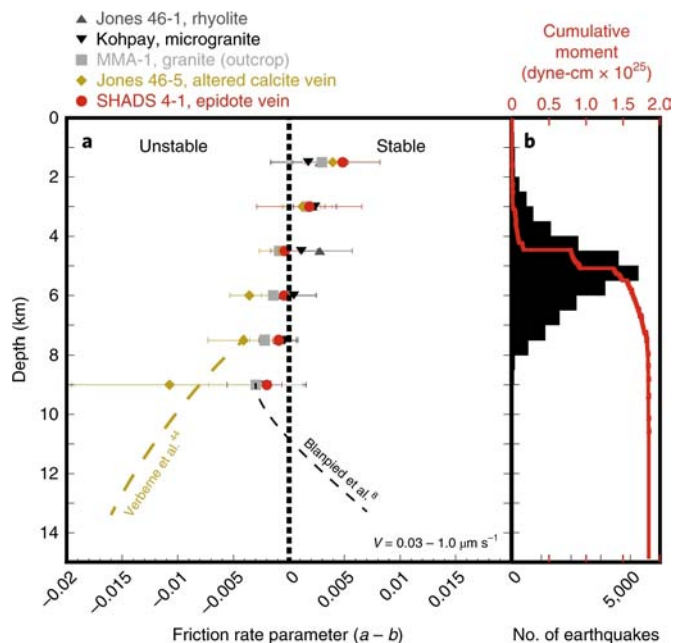 Jones 46-1, rhyolite
Kohpay, microgranite
MMA-1, granite (outcrop)
Jones 46-5, altered calcite vein
SHADS 4-1, epidote vein
Cumulative
moment
(dyne-cm × 10²⁵)
0 0.5 1.0 1.5 2.0
a
Unstable
Stable
b
0
2
4
6
8
10
12
14
Depth (km)
Verberne et al. ⁴⁴
Blanpied et al. ⁸
V = 0.03 – 1.0 μm s⁻¹
-0.02 -0.015 -0.01 -0.005 0 0.005 0.01 0.015
0 5,000
Friction rate parameter (a – b)
No. of earthquakes